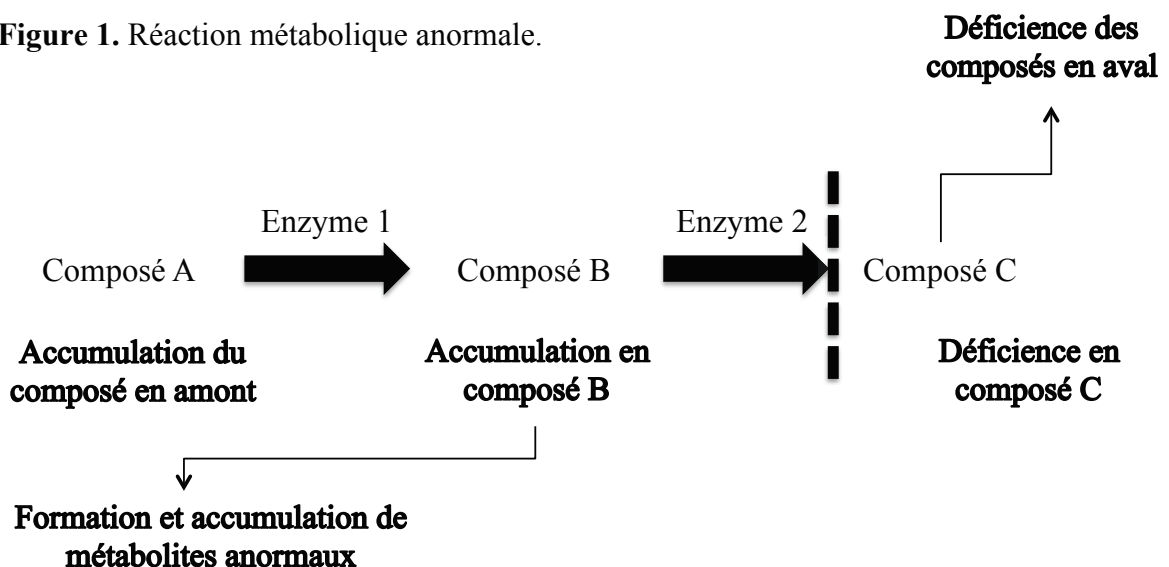 Figure 1. Réaction métabolique anormale.
Déficience des
composés en aval
Enzyme 1
Enzyme 2
Composé A
Composé B
Composé C
Accumulation du
composé en amont
Accumulation en
composé B
Déficience en
composé C
Formation et accumulation de
métabolites anormaux